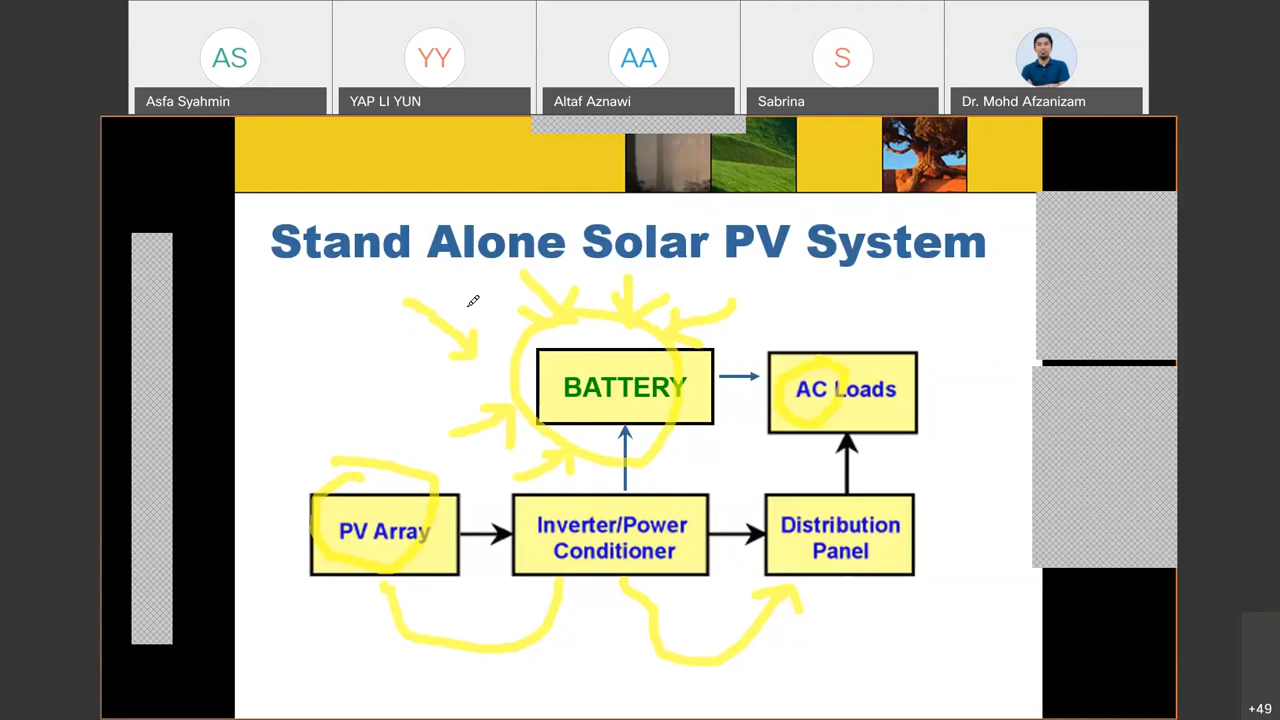 AS
YY
AA
S
Asfa Syahmin
YAP LI YUN
Altaf Aznawi
Sabrina
Dr. Mohd Afzanizam
Stand Alone Solar PV System
BATTERY
AC Loads
PV Array
Inverter/Power
Conditioner
Distribution
Panel
+49